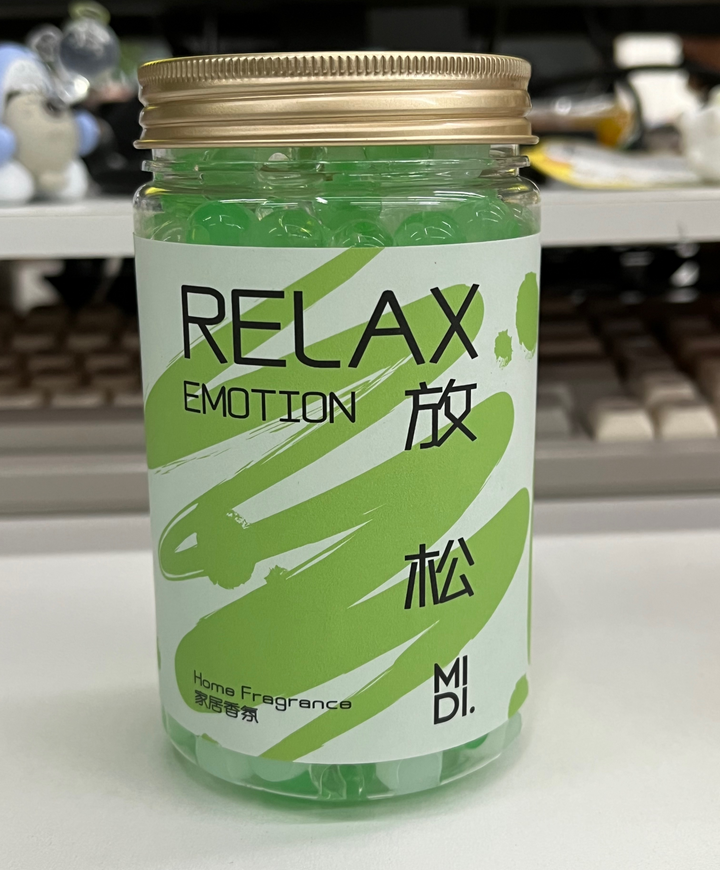 RELAX
EMOTION
放
松
Home Fragrance
家居香氛
MI
DI.